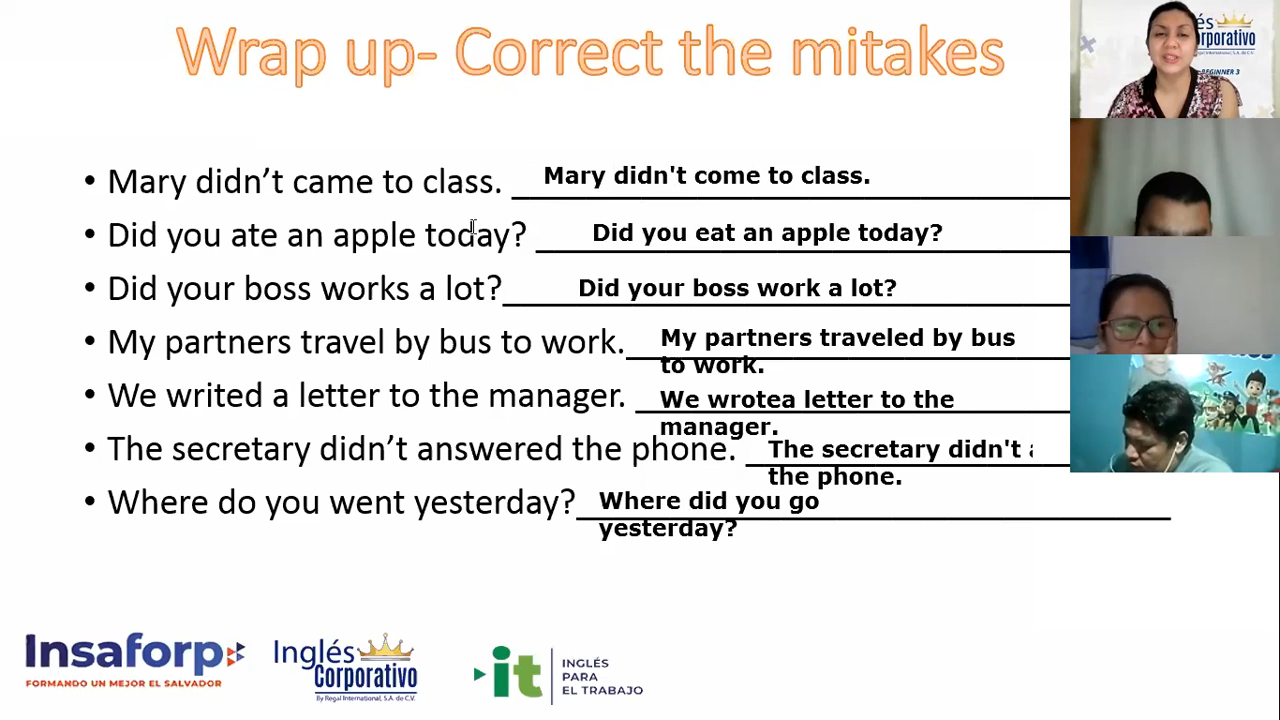 Wrap up- Correct the mitakes
• Mary didn’t came to class. Mary didn't come to class.
• Did you ate an apple today? Did you eat an apple today?
• Did your boss works a lot? Did your boss work a lot?
• My partners travel by bus to work. My partners traveled by bus
to work.
• We writed a letter to the manager. We wrotea letter to the
manager.
• The secretary didn’t answered the phone. The secretary didn't
the phone.
• Where do you went yesterday? Where did you go
yesterday?
Insaforp
FORMANDO UN MEJOR EL SALVADOR
Inglés
Corporativo
By Regal International, S.A. de C.V.
it
INGLÉS
PARA
EL TRABAJO
és
orporativo
Regal International, S.A. de C.V.
BEGINNER 3